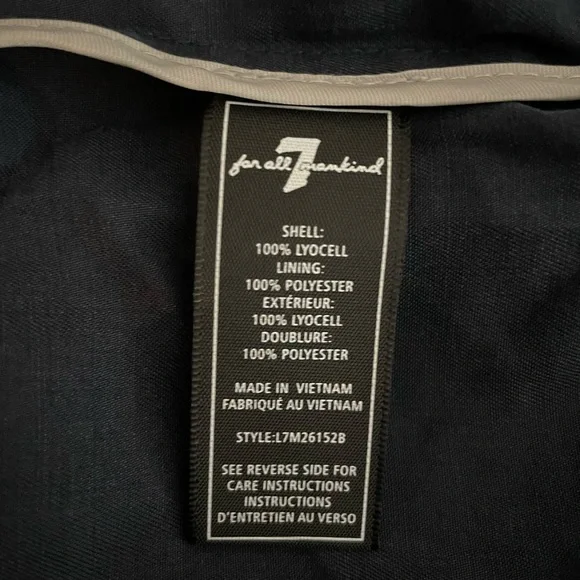 7
for all mankind
SHELL:
100% LYOCELL
LINING:
100% POLYESTER
EXTÉRIEUR:
100% LYOCELL
DOUBLURE:
100% POLYESTER
MADE IN VIETNAM
FABRIQUÉ AU VIETNAM
STYLE:L7M26152B
SEE REVERSE SIDE FOR
CARE INSTRUCTIONS
INSTRUCTIONS
D'ENTRETIEN AU VERSO